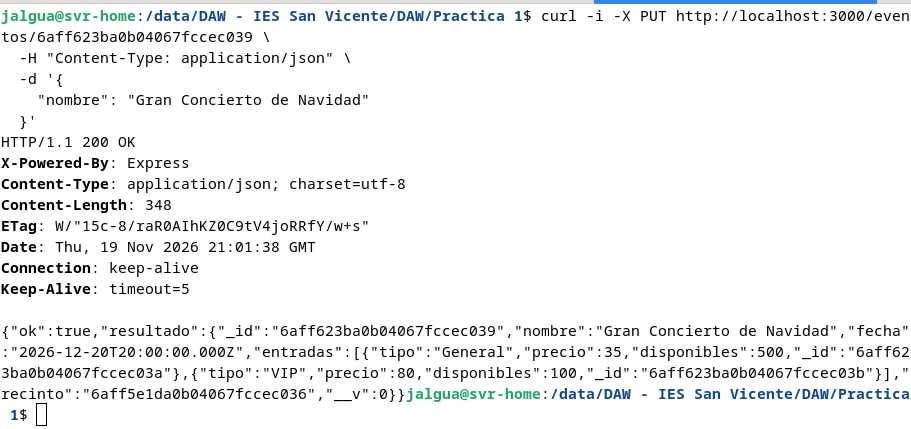 jalgua@svr-home:/data/DAW - IES San Vicente/DAW/Practica 1$ curl -i -X PUT http://localhost:3000/even
tos/6aff623ba0b04067fccec039 \
  -H "Content-Type: application/json" \
  -d '{
    "nombre": "Gran Concierto de Navidad"
  }'
HTTP/1.1 200 OK
X-Powered-By: Express
Content-Type: application/json; charset=utf-8
Content-Length: 348
ETag: W/"15c-8/raR0AIhKZ0C9tV4joRRfY/w+s"
Date: Thu, 19 Nov 2026 21:01:38 GMT
Connection: keep-alive
Keep-Alive: timeout=5

{"ok":true,"resultado":{"_id":"6aff623ba0b04067fccec039","nombre":"Gran Concierto de Navidad","fecha"
:"2026-12-20T20:00:00.000Z","entradas":[{"tipo":"General","precio":35,"disponibles":500,"_id":"6aff62
3ba0b04067fccec03a"},{"tipo":"VIP","precio":80,"disponibles":100,"_id":"6aff623ba0b04067fccec03b"}],"
recinto":"6aff5e1da0b04067fccec036","__v":0}}jalgua@svr-home:/data/DAW - IES San Vicente/DAW/Practica
 1$